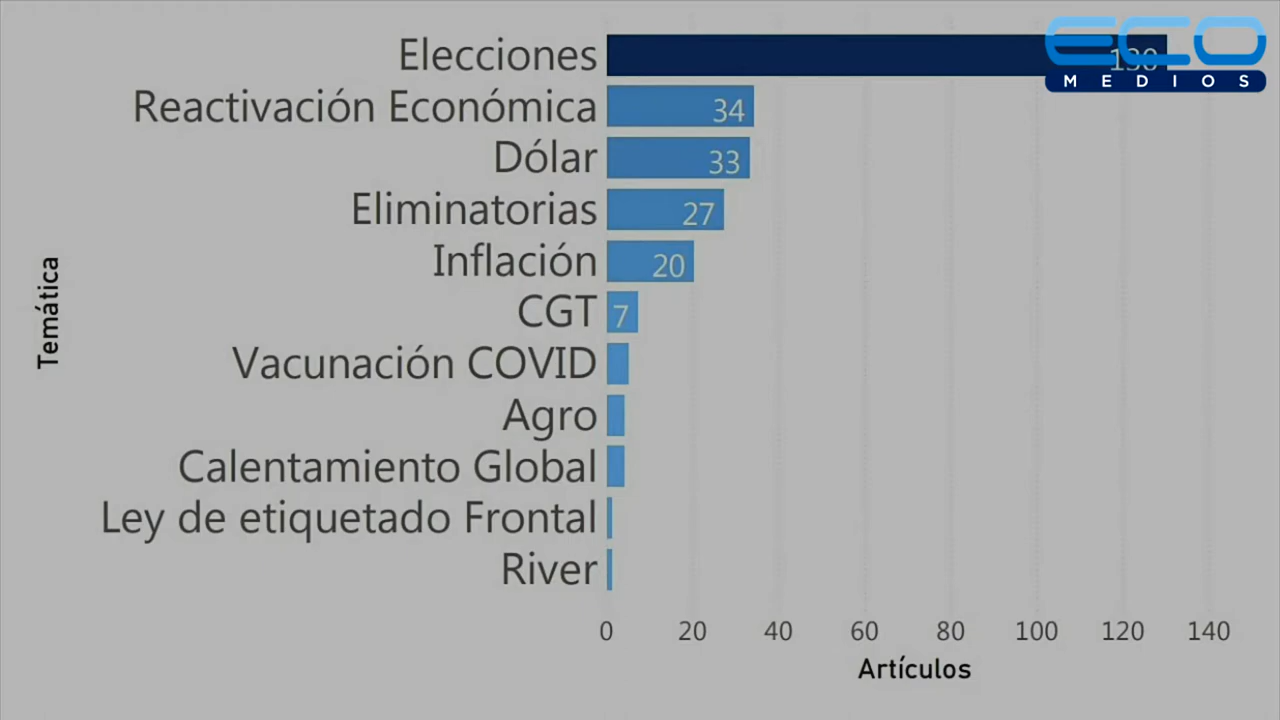 ECO
MEDIOS
Elecciones
130
Reactivación Económica
34
Dólar
33
Eliminatorias
27
Inflación
20
CGT
7
Vacunación COVID
Agro
Calentamiento Global
Ley de etiquetado Frontal
River
Temática
0 20 40 60 80 100 120 140
Artículos